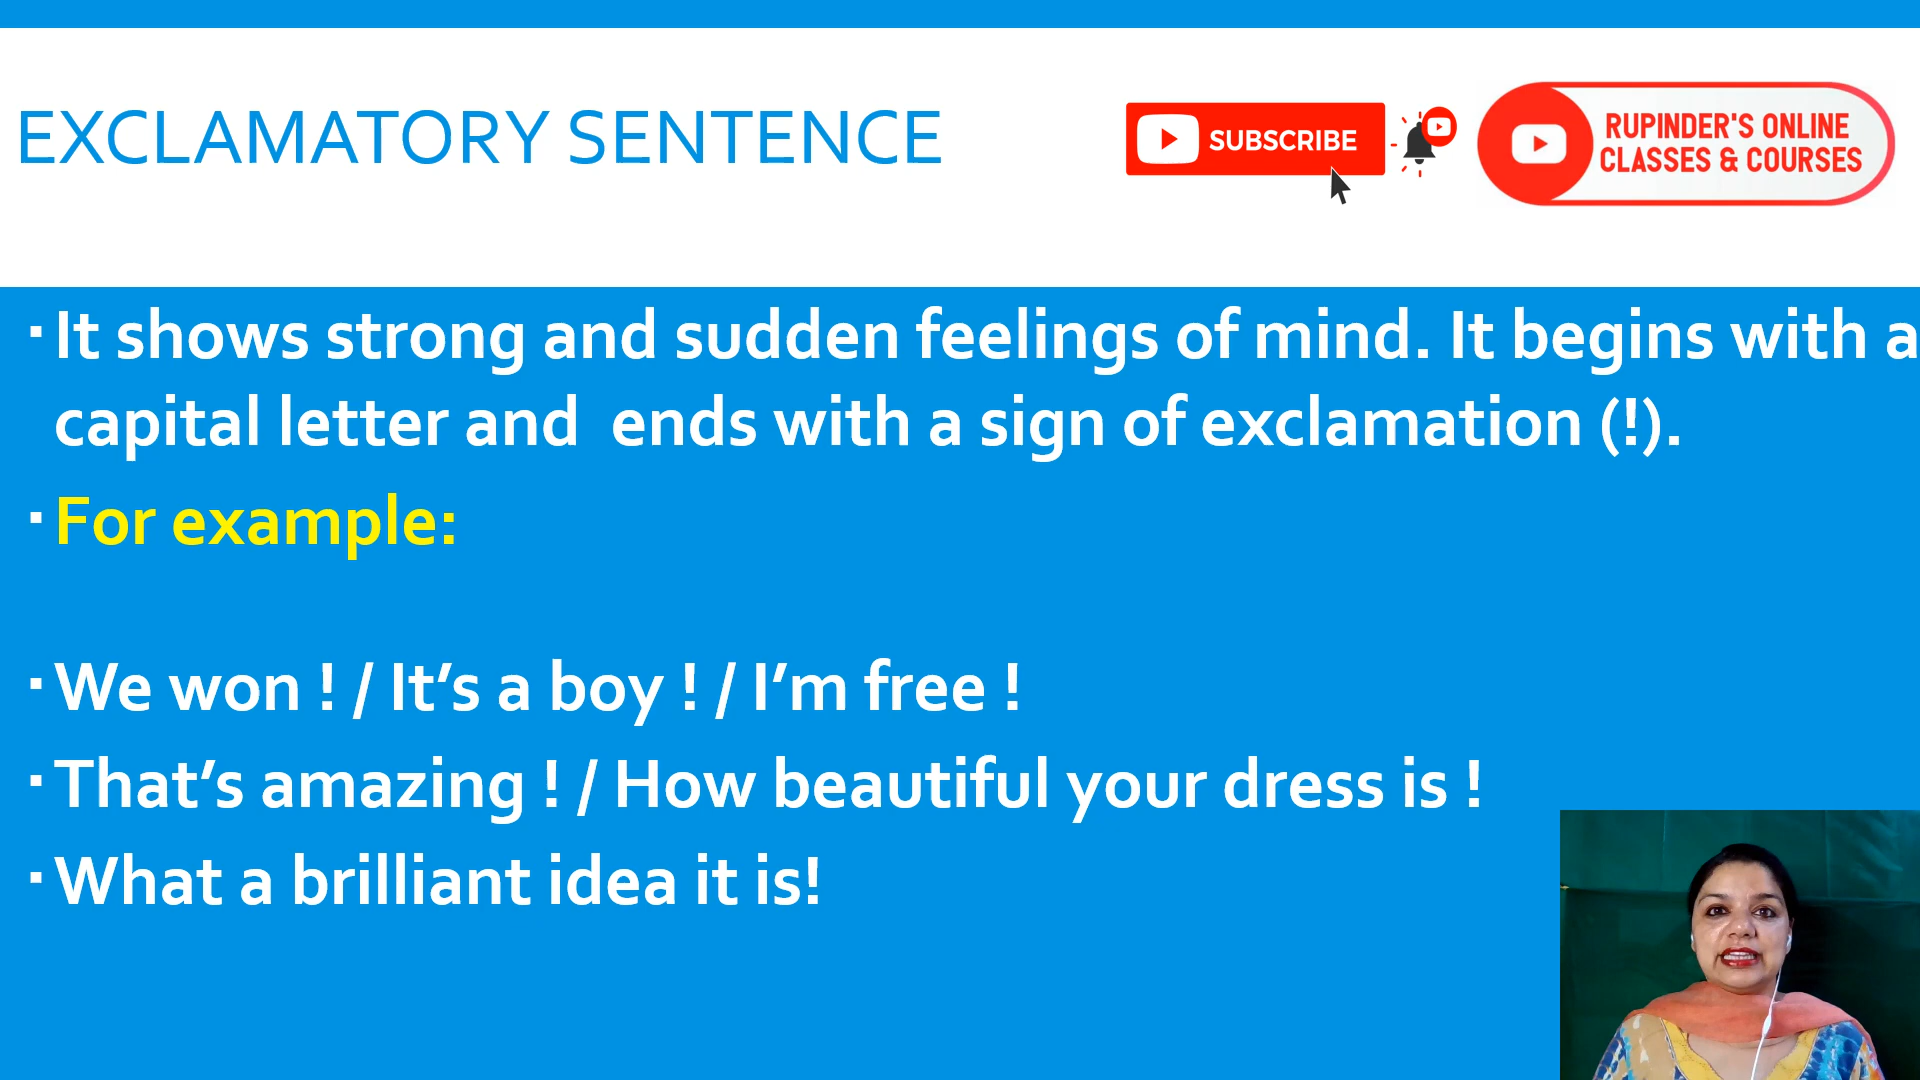 EXCLAMATORY SENTENCE
SUBSCRIBE
RUPINDER'S ONLINE
CLASSES & COURSES
▪ It shows strong and sudden feelings of mind. It begins with a
capital letter and  ends with a sign of exclamation (!).
▪ For example:
▪ We won ! / It’s a boy ! / I’m free !
▪ That’s amazing ! / How beautiful your dress is !
▪ What a brilliant idea it is!